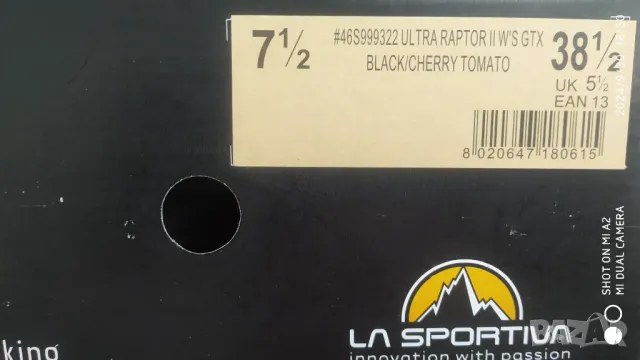 7½ #46S999322 ULTRA RAPTOR II W'S GTX 38½
BLACK/CHERRY TOMATO
UK 5½
EAN 13
8 020647 180615
LA SPORTIVA
innovation with passion
king
SHOT ON MI A2
MI DUAL CAMERA